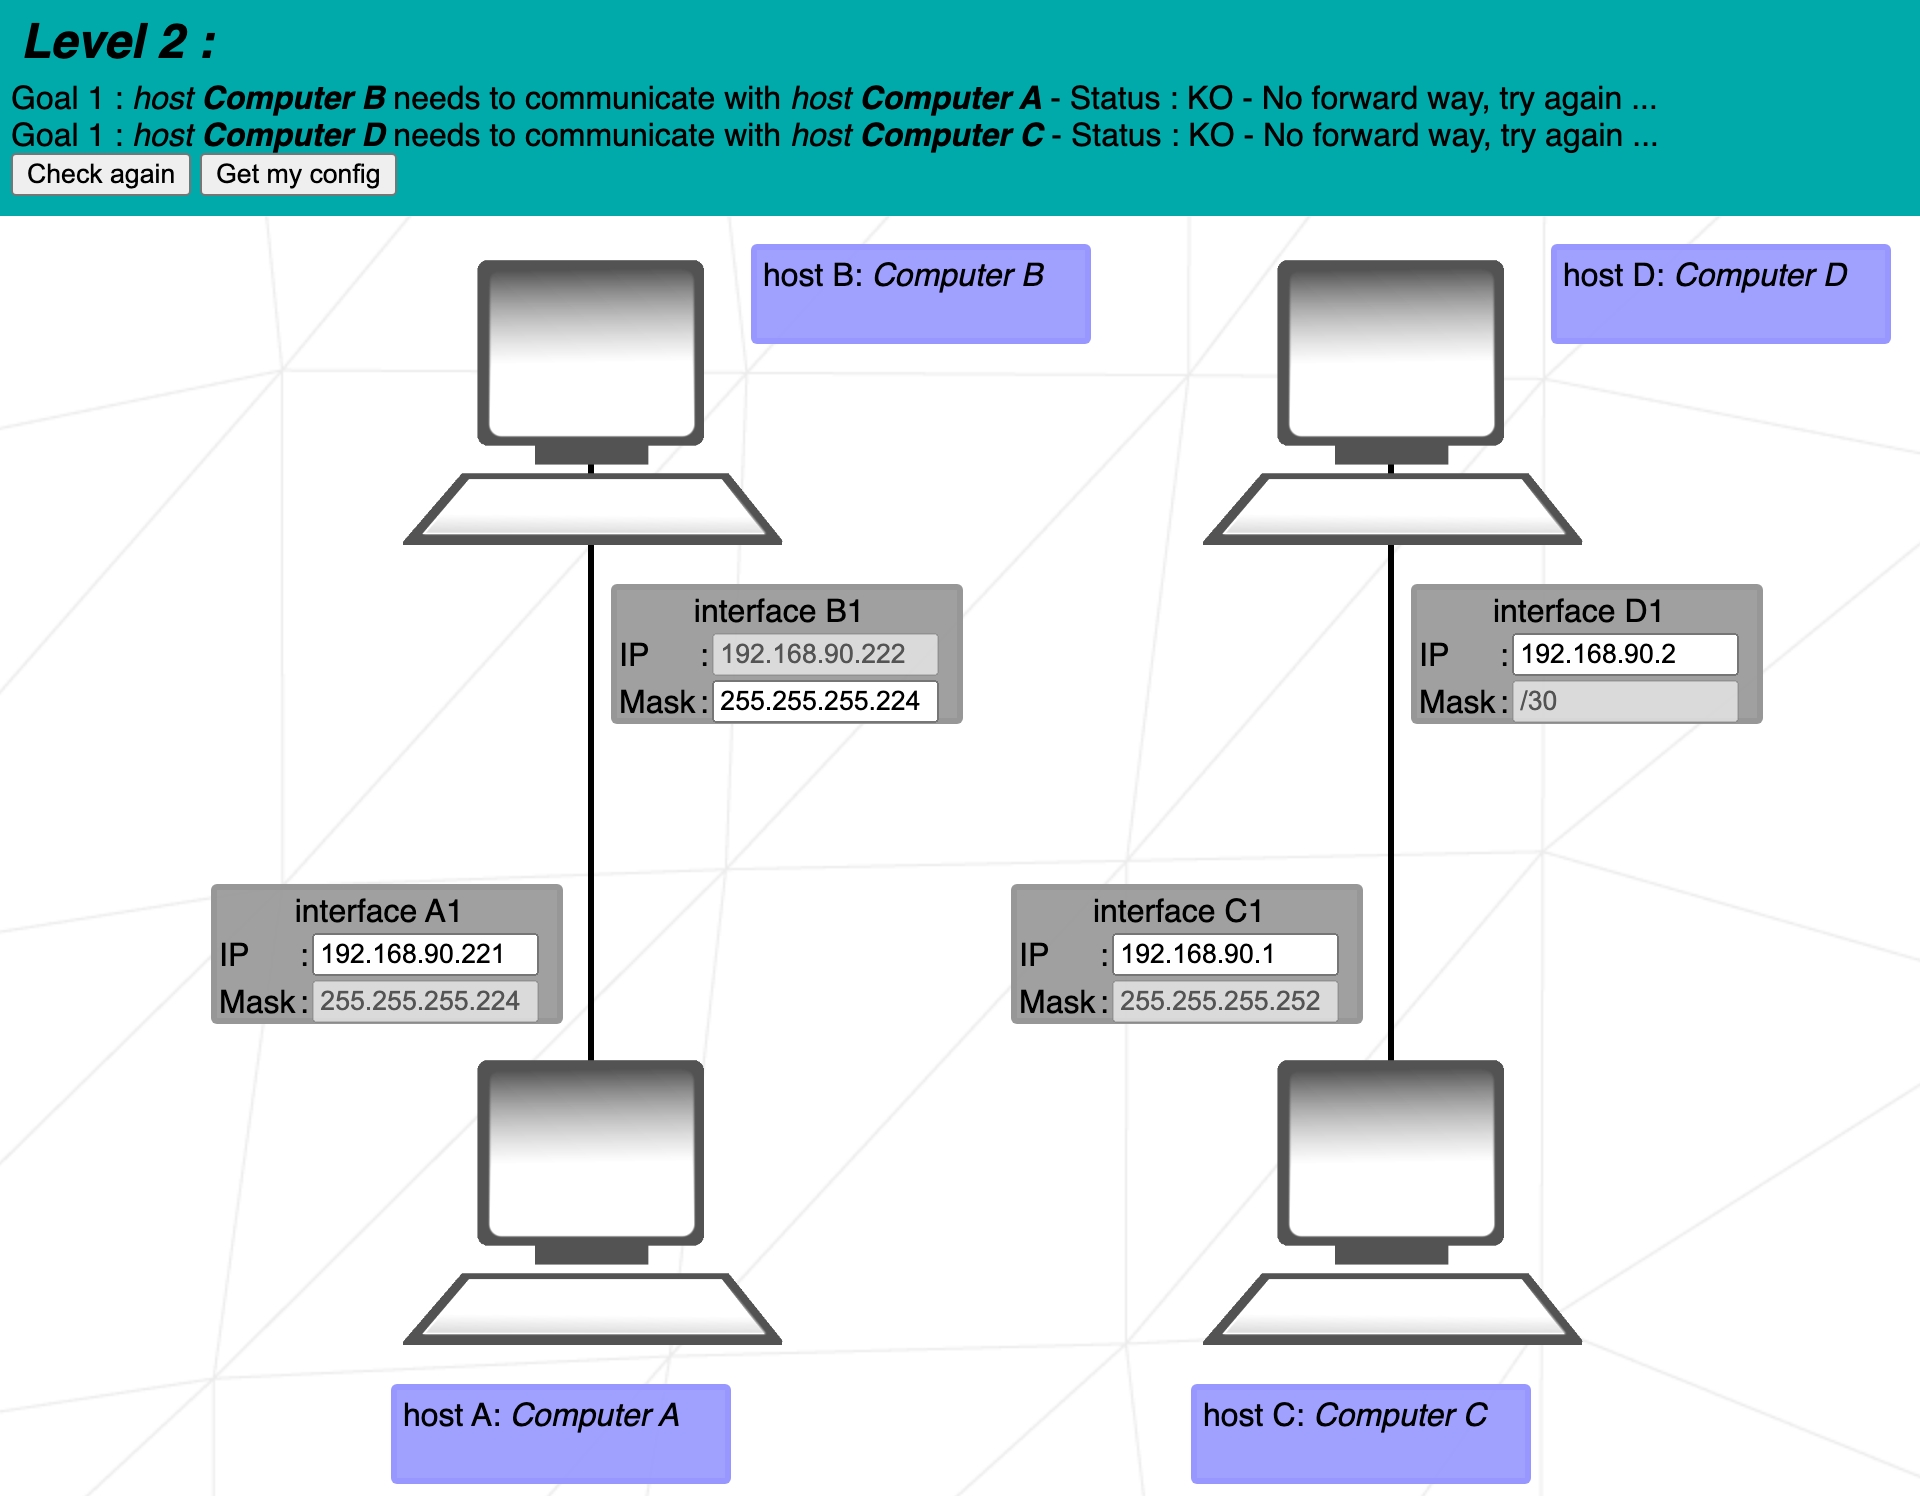 Level 2 :
Goal 1 : host Computer B needs to communicate with host Computer A - Status : KO - No forward way, try again ...
Goal 1 : host Computer D needs to communicate with host Computer C - Status : KO - No forward way, try again ...
Check again Get my config
host B: Computer B
host D: Computer D
interface B1
IP : 192.168.90.222
Mask : 255.255.255.224
interface D1
IP : 192.168.90.2
Mask : /30
interface A1
IP : 192.168.90.221
Mask : 255.255.255.224
interface C1
IP : 192.168.90.1
Mask : 255.255.255.252
host A: Computer A
host C: Computer C